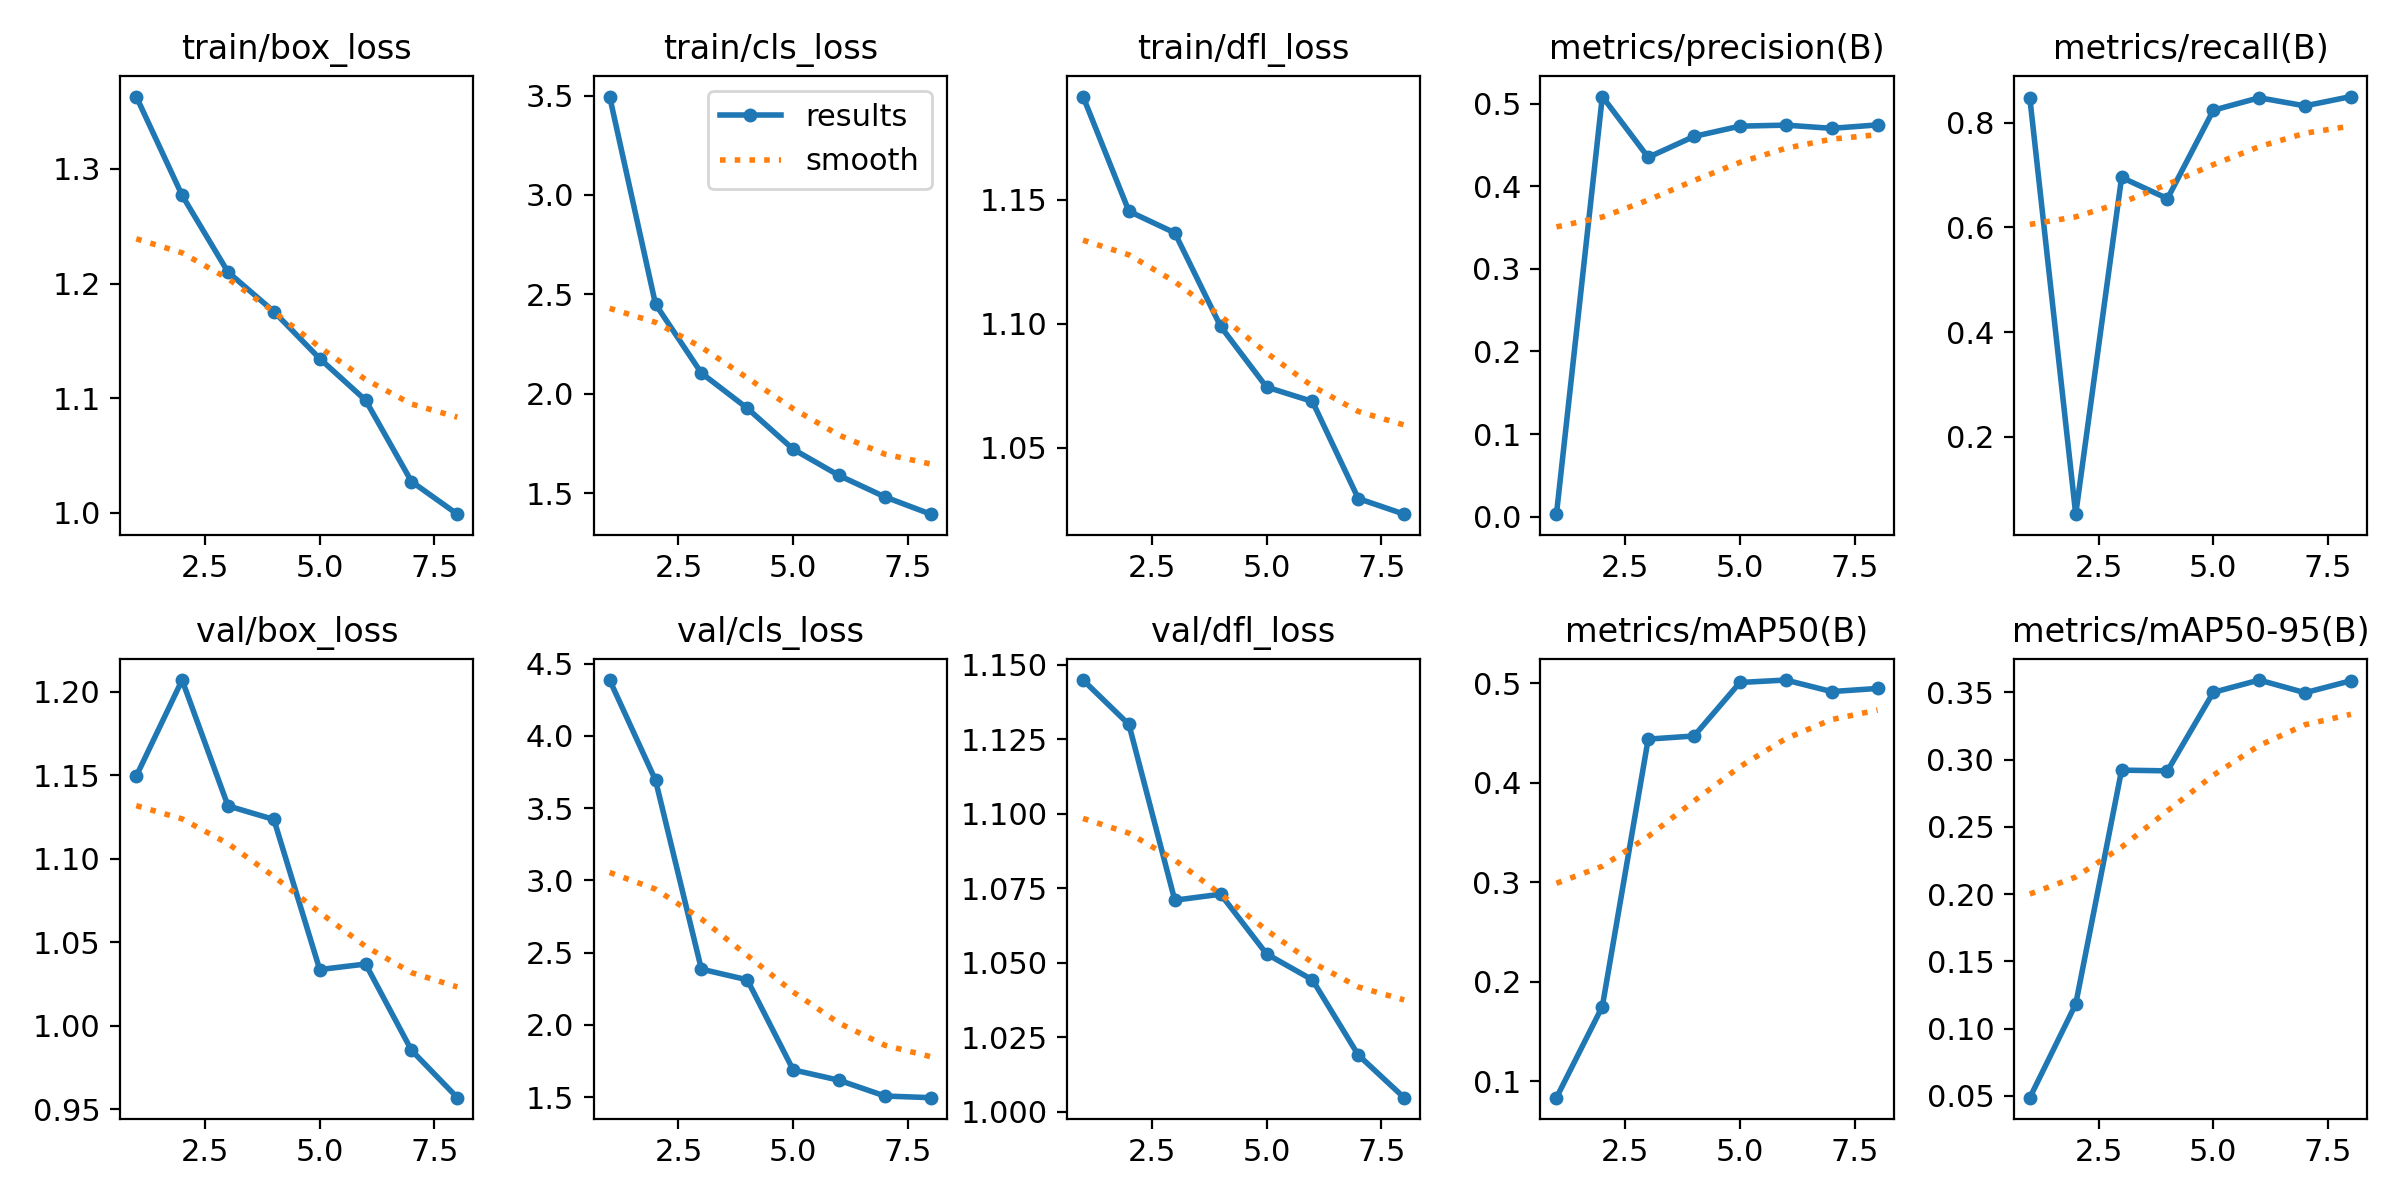 train/box_loss
1.3
1.2
1.1
1.0
2.5 5.0 7.5
train/cls_loss
results
smooth
3.5
3.0
2.5
2.0
1.5
2.5 5.0 7.5
train/dfl_loss
1.15
1.10
1.05
2.5 5.0 7.5
metrics/precision(B)
0.5
0.4
0.3
0.2
0.1
0.0
2.5 5.0 7.5
metrics/recall(B)
0.8
0.6
0.4
0.2
2.5 5.0 7.5
val/box_loss
1.20
1.15
1.10
1.05
1.00
0.95
2.5 5.0 7.5
val/cls_loss
4.5
4.0
3.5
3.0
2.5
2.0
1.5
2.5 5.0 7.5
val/dfl_loss
1.150
1.125
1.100
1.075
1.050
1.025
1.000
2.5 5.0 7.5
metrics/mAP50(B)
0.5
0.4
0.3
0.2
0.1
2.5 5.0 7.5
metrics/mAP50-95(B)
0.35
0.30
0.25
0.20
0.15
0.10
0.05
2.5 5.0 7.5